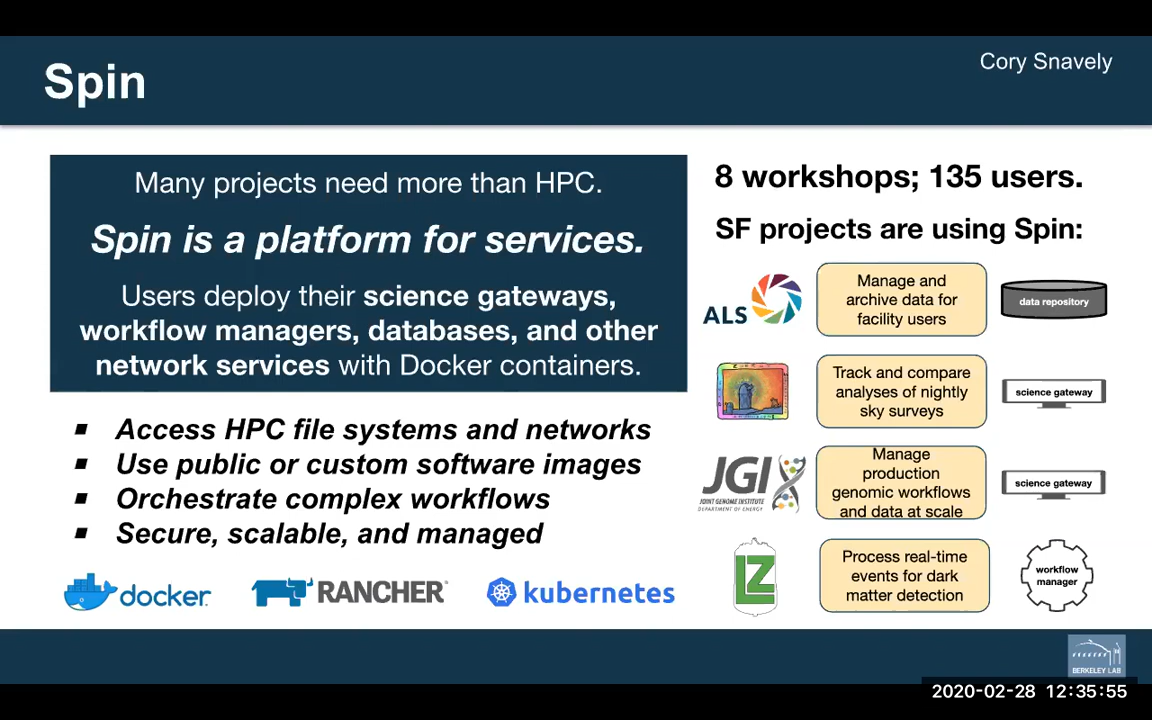 Spin
Cory Snavely
Many projects need more than HPC.
Spin is a platform for services.
Users deploy their science gateways,
workflow managers, databases, and other
network services with Docker containers.
Access HPC file systems and networks
Use public or custom software images
Orchestrate complex workflows
Secure, scalable, and managed
docker
RANCHER
kubernetes
8 workshops; 135 users.
SF projects are using Spin:
ALS
Manage and
archive data for
facility users
data repository
Track and compare
analyses of nightly
sky surveys
science gateway
JGI
JOINT GENOME INSTITUTE
DEPARTMENT OF ENERGY
Manage
production
genomic workflows
and data at scale
science gateway
LZ
Process real-time
events for dark
matter detection
workflow
manager
BERKELEY LAB
2020-02-28 12:35:55